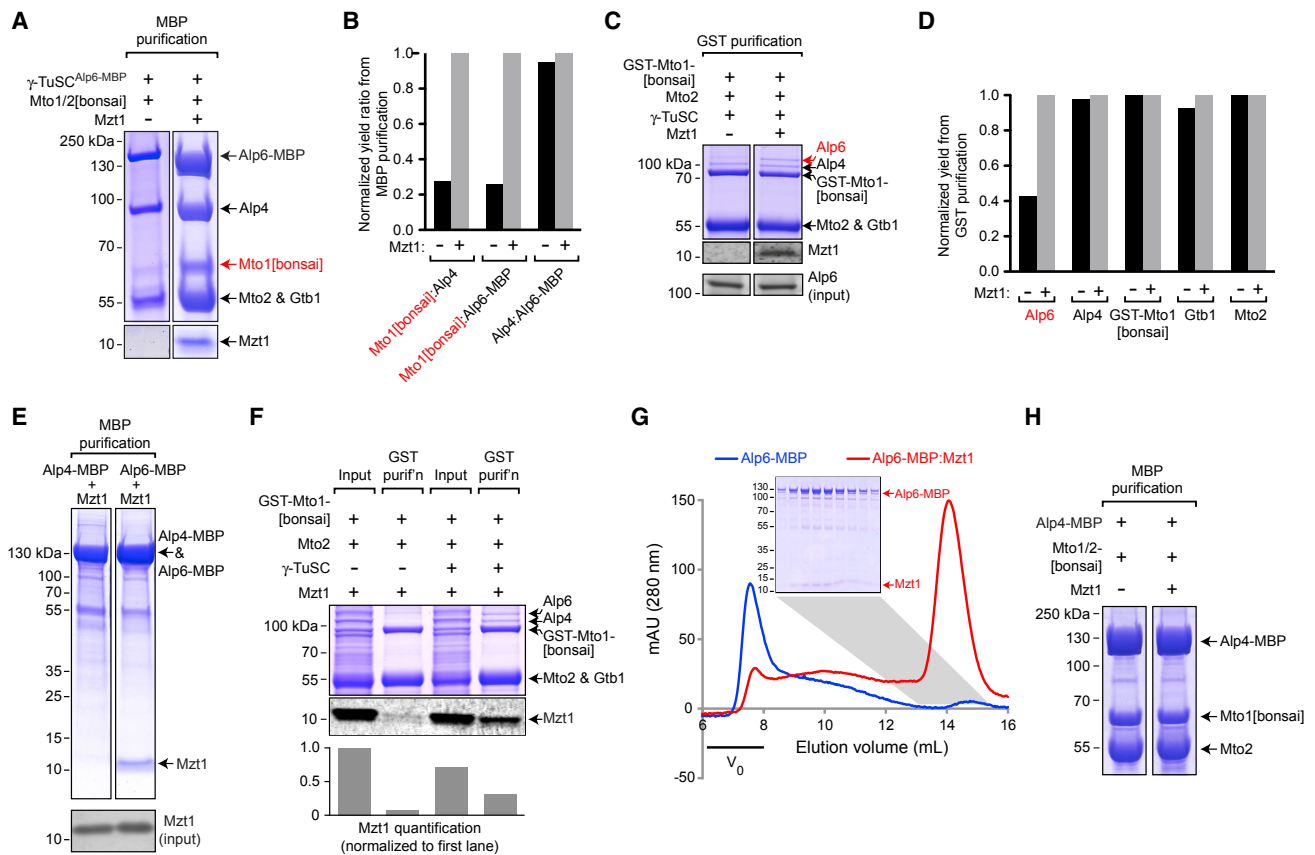 A
MBP
purification
γ-TuSC^Alp6-MBP + +
Mto1/2[bonsai] + +
Mzt1 - +
250 kDa
130
100
70
55
10
Alp6-MBP
Alp4
Mto1[bonsai]
Mto2 & Gtb1
Mzt1
B
Normalized yield ratio from
MBP purification
1.0
0.8
0.6
0.4
0.2
0
Mzt1: - + - + - +
Mto1[bonsai]:Alp4
Mto1[bonsai]:Alp6-MBP
Alp4:Alp6-MBP
C
GST purification
GST-Mto1-
[bonsai] + +
Mto2 + +
γ-TuSC + +
Mzt1 - +
100 kDa
70
55
10
100
Alp6
Alp4
GST-Mto1-
[bonsai]
Mto2 & Gtb1
Mzt1
Alp6
(input)
D
Normalized yield from
GST purification
1.0
0.8
0.6
0.4
0.2
0.0
Mzt1: - + - + - + - + - +
Alp6
Alp4
GST-Mto1
[bonsai]
Gtb1
Mto2
E
MBP
purification
Alp4-MBP
+
Mzt1
Alp6-MBP
+
Mzt1
130 kDa
100
70
55
35
25
15
10
10
Alp4-MBP
&
Alp6-MBP
Mzt1
Mzt1
(input)
F
Input
GST
purif'n
Input
GST
purif'n
GST-Mto1-
[bonsai] + + + +
Mto2 + + + +
γ-TuSC - - + +
Mzt1 + + + +
100 kDa
70
55
10
Alp6
Alp4
GST-Mto1-
[bonsai]
Mto2 & Gtb1
Mzt1
1.0
0.5
0
Mzt1 quantification
(normalized to first lane)
G
Alp6-MBP
Alp6-MBP:Mzt1
mAU (280 nm)
150
100
50
0
-50
130
100
70
55
35
25
15
10
Alp6-MBP
Mzt1
6 8 10 12 14 16
Elution volume (mL)
V0
H
MBP
purification
Alp4-MBP + +
Mto1/2-
[bonsai] + +
Mzt1 - +
250 kDa
130
100
70
55
Alp4-MBP
Mto1[bonsai]
Mto2